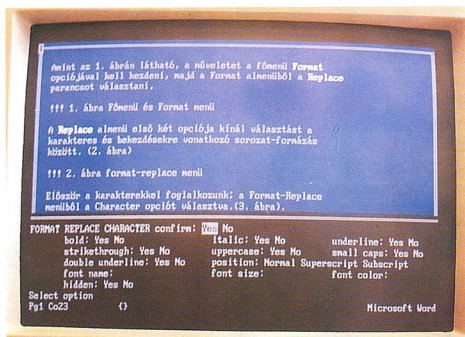 Amint az 1. ábrán látható, a műveletet a főmenü Format
opciójával kell kezdeni, majd a Format almenüből a Replace
parancsot választani.
!!! 1. ábra Főmenü és Format menü
A Replace almenü első két opciója kínál választást a
karakteres és bekezdésekre vonatkozó sorozat-formázás
között. (2. ábra)
!!! 2. ábra format-replace menü
Először a karakterekkel foglalkozunk: a Format-Replace
menüből a Character opciót választva.(3. ábra).
FORMAT REPLACE CHARACTER confirm: Yes No
bold: Yes No italic: Yes No underline: Yes No
strikethrough: Yes No uppercase: Yes No small caps: Yes No
double underline: Yes No position: Normal Superscript Subscript
font name: font size: font color:
hidden: Yes No
Select option
Pg1 Co23 {} Microsoft Word